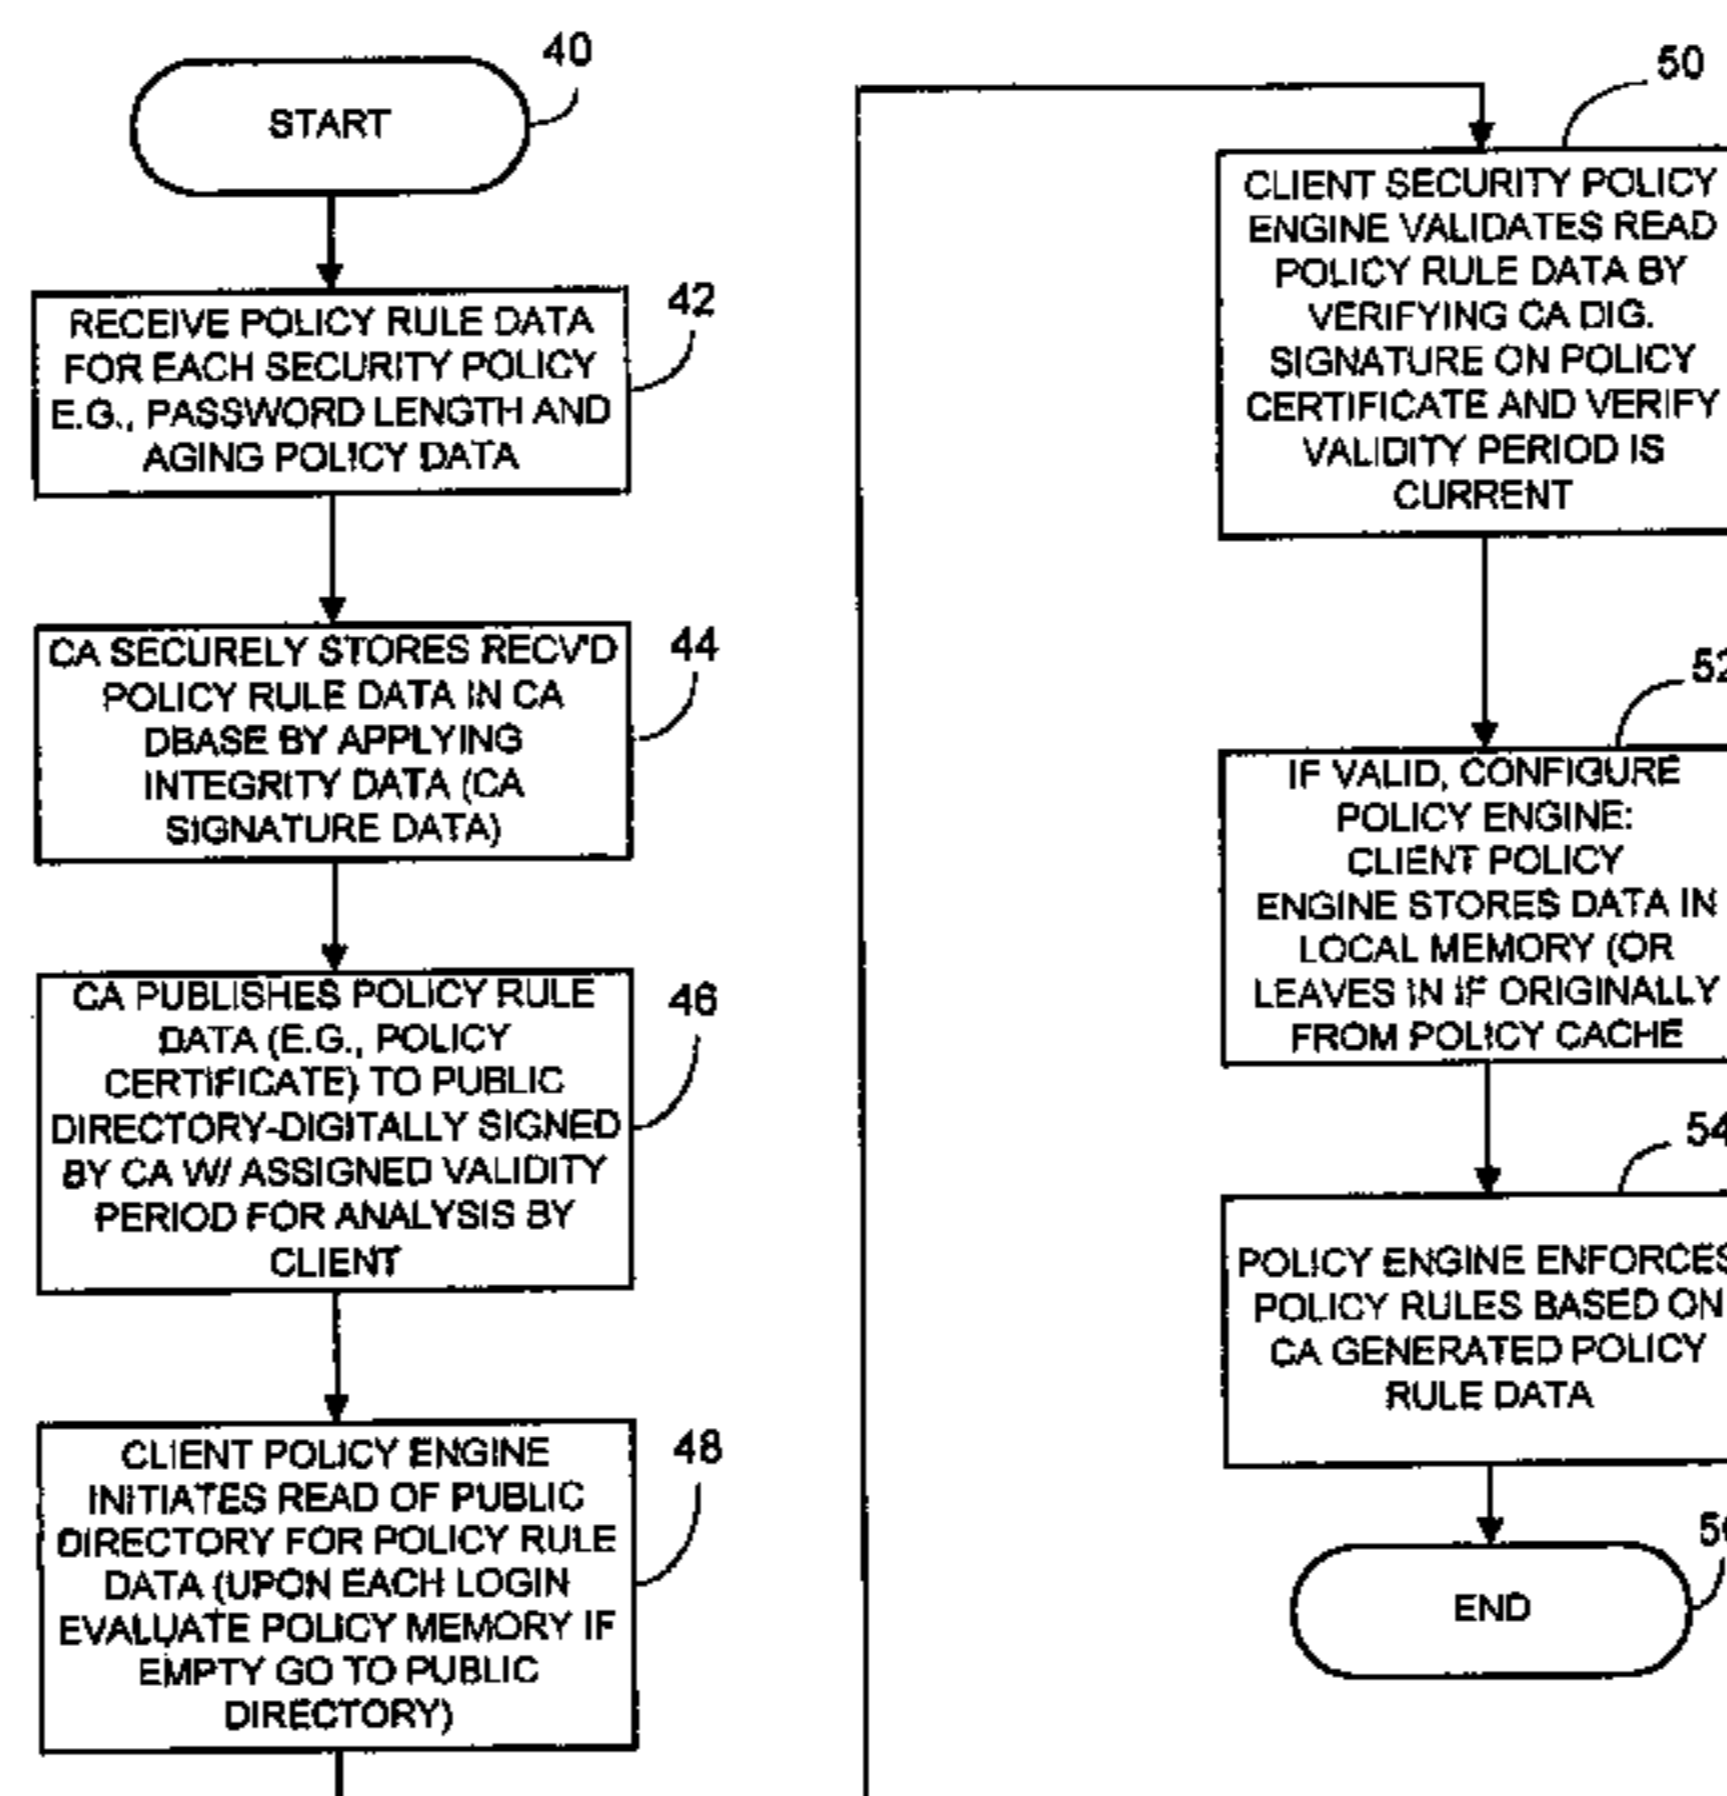 40
START
42
RECEIVE POLICY RULE DATA
FOR EACH SECURITY POLICY
E.G., PASSWORD LENGTH AND
AGING POLICY DATA
44
CA SECURELY STORES RECV'D
POLICY RULE DATA IN CA
DBASE BY APPLYING
INTEGRITY DATA (CA
SIGNATURE DATA)
46
CA PUBLISHES POLICY RULE
DATA (E.G., POLICY
CERTIFICATE) TO PUBLIC
DIRECTORY-DIGITALLY SIGNED
BY CA W/ ASSIGNED VALIDITY
PERIOD FOR ANALYSIS BY
CLIENT
48
CLIENT POLICY ENGINE
INITIATES READ OF PUBLIC
DIRECTORY FOR POLICY RULE
DATA (UPON EACH LOGIN
EVALUATE POLICY MEMORY IF
EMPTY GO TO PUBLIC
DIRECTORY)
50
CLIENT SECURITY POLICY
ENGINE VALIDATES READ
POLICY RULE DATA BY
VERIFYING CA DIG.
SIGNATURE ON POLICY
CERTIFICATE AND VERIFY
VALIDITY PERIOD IS
CURRENT
52
IF VALID, CONFIGURE
POLICY ENGINE:
CLIENT POLICY
ENGINE STORES DATA IN
LOCAL MEMORY (OR
LEAVES IN IF ORIGINALLY
FROM POLICY CACHE
54
POLICY ENGINE ENFORCES
POLICY RULES BASED ON
CA GENERATED POLICY
RULE DATA
END